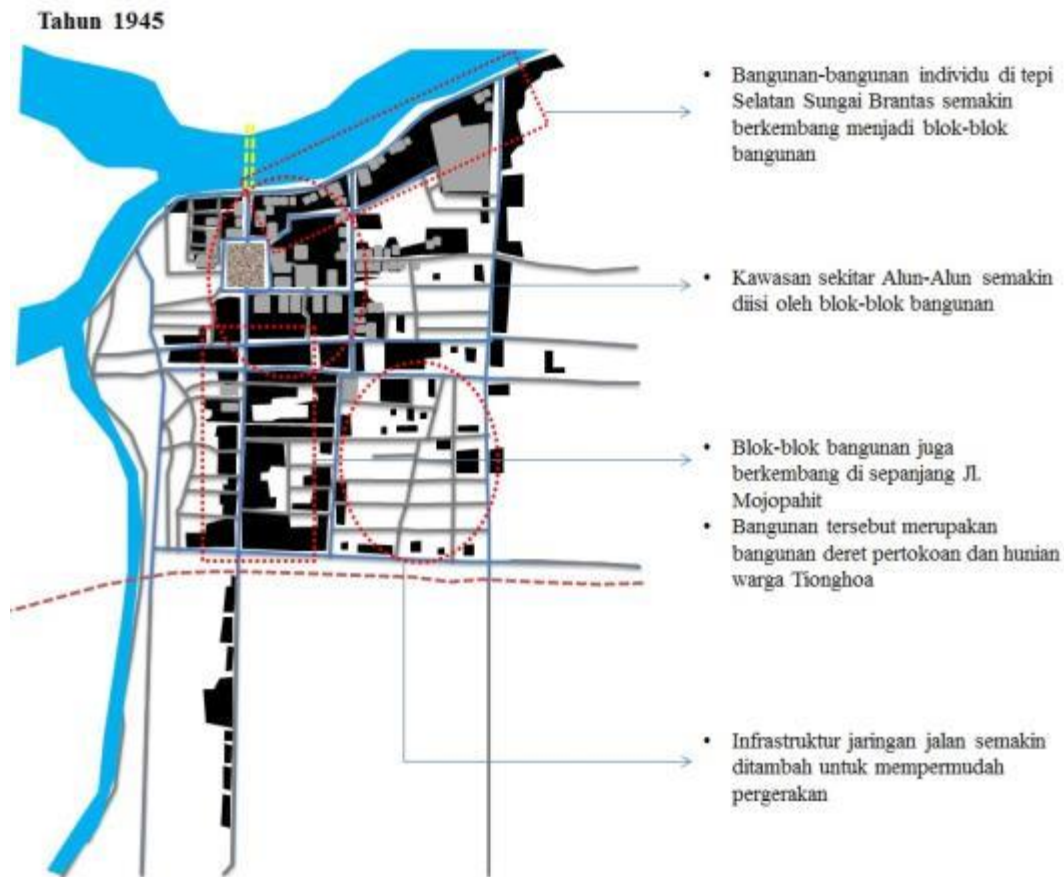 Tahun 1945
• Bangunan-bangunan individu di tepi
Selatan Sungai Brantas semakin
berkembang menjadi blok-blok
bangunan
• Kawasan sekitar Alun-Alun semakin
diisi oleh blok-blok bangunan
• Blok-blok bangunan juga
berkembang di sepanjang Jl.
Mojopahit
• Bangunan tersebut merupakan
bangunan deret pertokoan dan hunian
warga Tionghoa
• Infrastruktur jaringan jalan semakin
ditambah untuk mempermudah
pergerakan